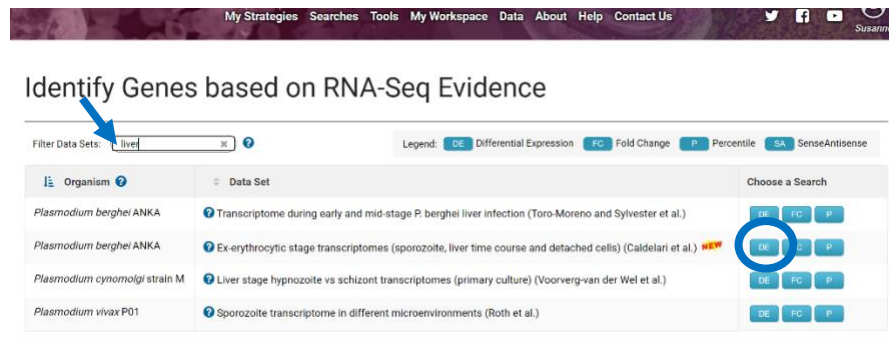 My Strategies Searches Tools My Workspace Data About Help Contact Us
Susann
Identify Genes based on RNA-Seq Evidence
Filter Data Sets: liver
Legend: DE Differential Expression FC Fold Change P Percentile SA SenseAntisense
Organism Data Set Choose a Search
Plasmodium berghei ANKA Transcriptome during early and mid-stage P. berghei liver infection (Toro-Moreno and Sylvester et al.) DE FC P
Plasmodium berghei ANKA Ex-erythrocytic stage transcriptomes (sporozoite, liver time course and detached cells) (Caldelari et al.) NEW DE C P
Plasmodium cynomolgi strain M Liver stage hypnozoite vs schizont transcriptomes (primary culture) (Voorverg-van der Wel et al.) DE FC P
Plasmodium vivax P01 Sporozoite transcriptome in different microenvironments (Roth et al.) DE FC P